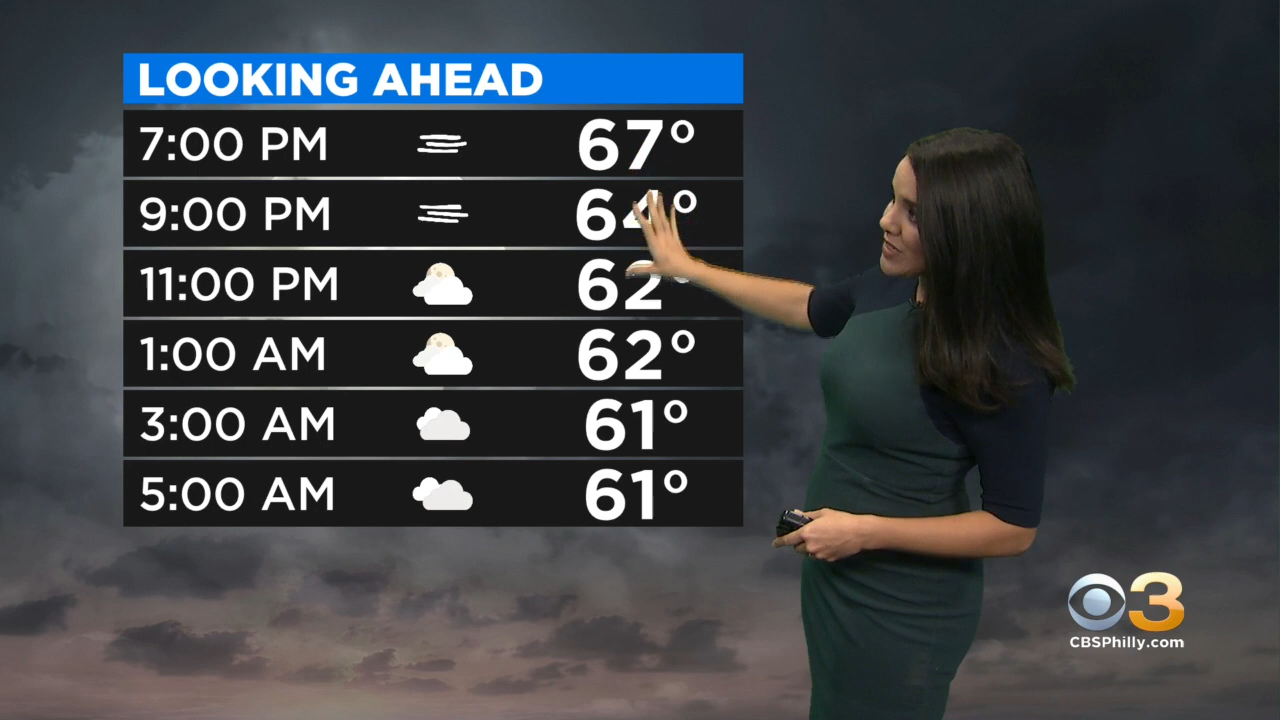 LOOKING AHEAD
7:00 PM 67°
9:00 PM 64°
11:00 PM 62°
1:00 AM 62°
3:00 AM 61°
5:00 AM 61°
3
CBSPhilly.com